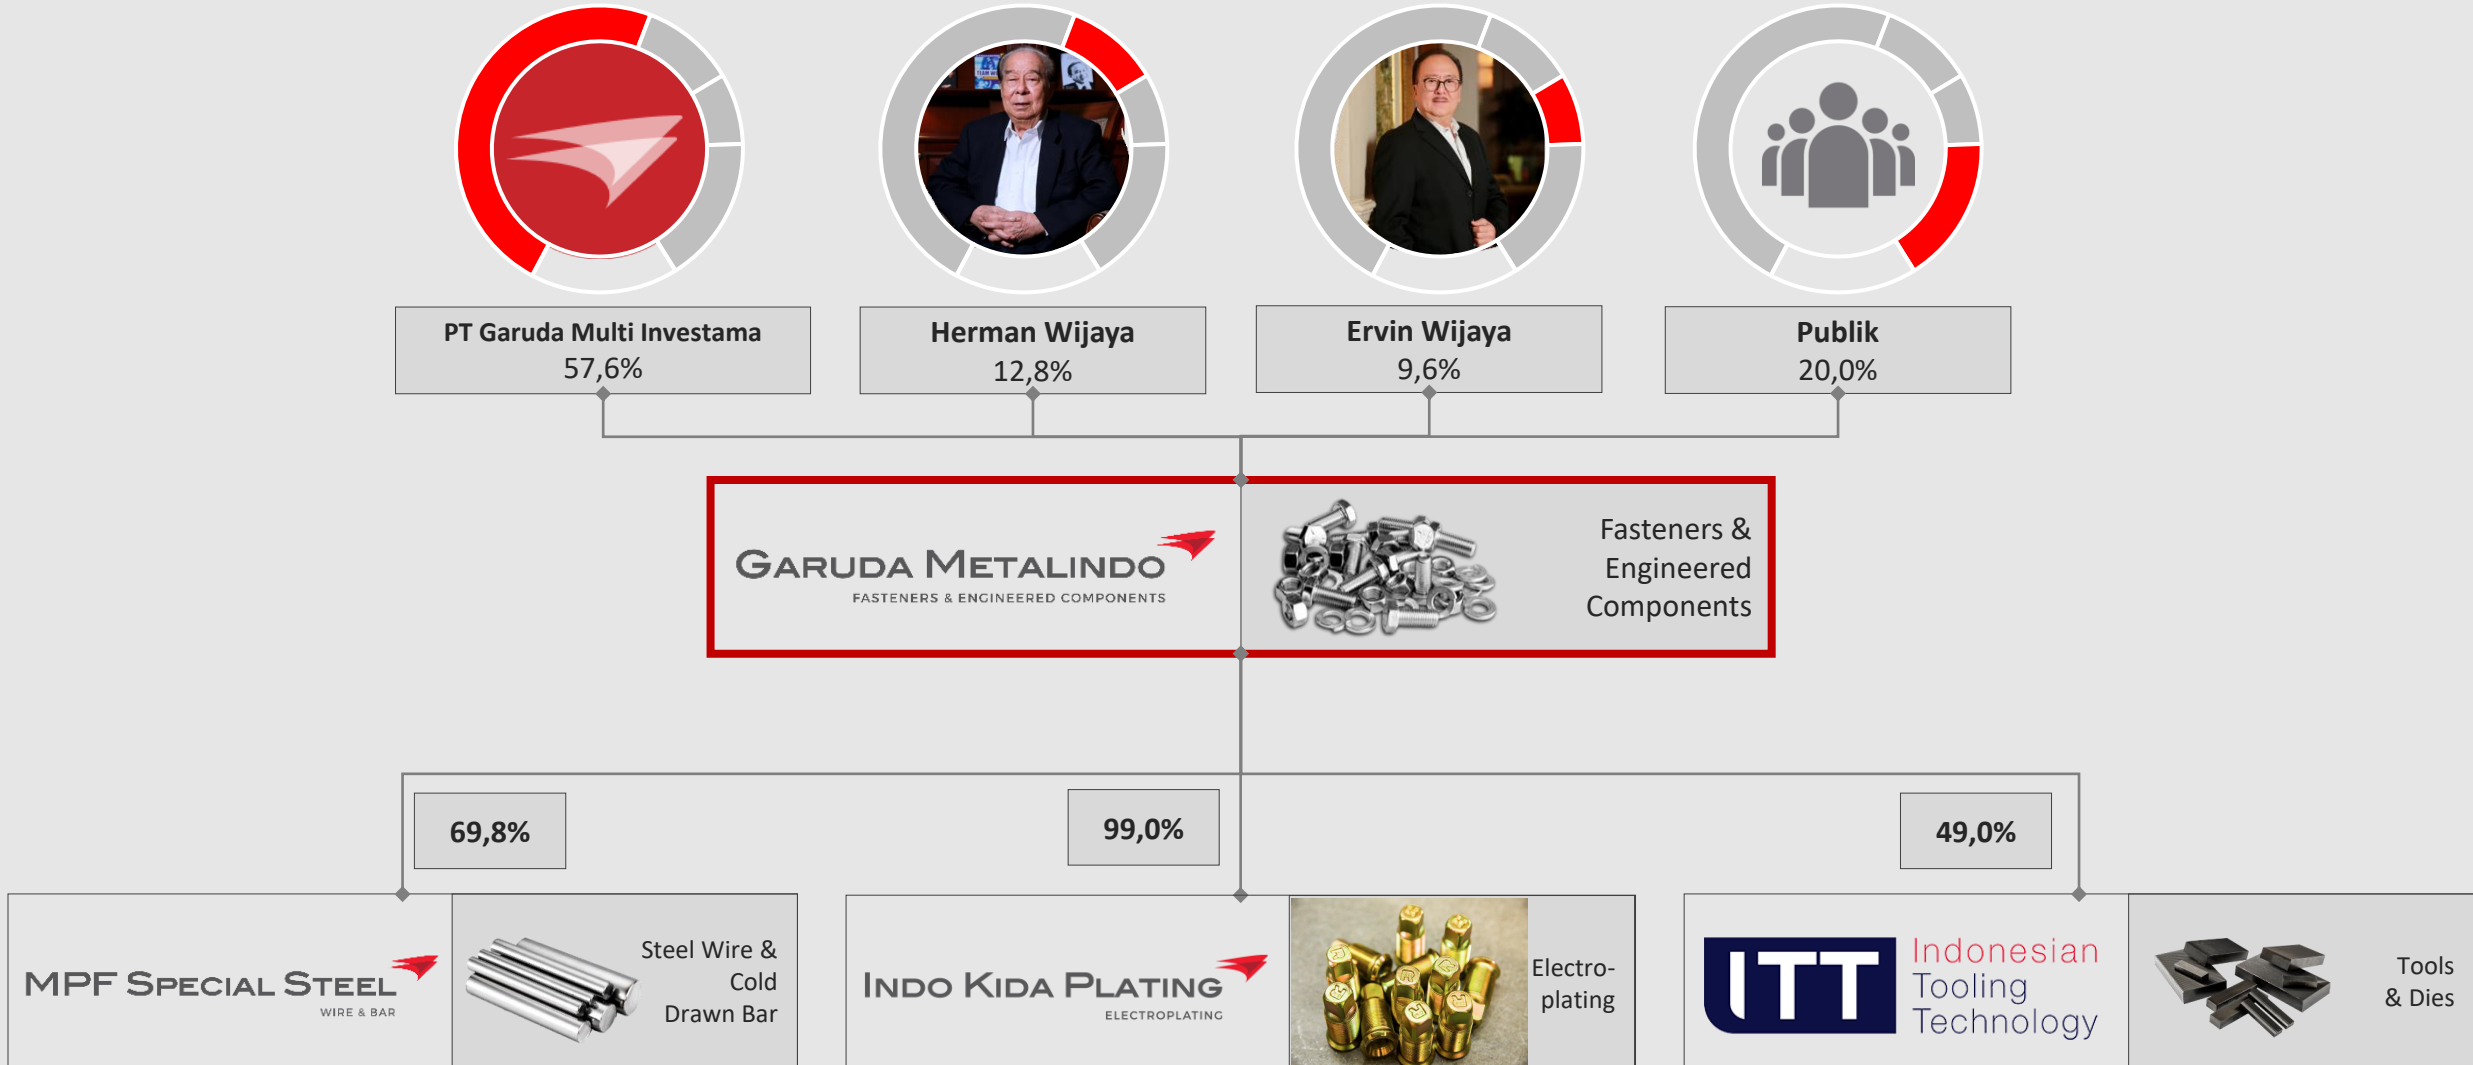 PT Garuda Multi Investama
57,6%
Herman Wijaya
12,8%
Ervin Wijaya
9,6%
Publik
20,0%
GARUDA METALINDO
FASTENERS & ENGINEERED COMPONENTS
Fasteners &
Engineered
Components
69,8%
99,0%
49,0%
MPF SPECIAL STEEL
WIRE & BAR
Steel Wire &
Cold
Drawn Bar
INDO KIDA PLATING
ELECTROPLATING
Electro-
plating
ITT
Indonesian
Tooling
Technology
Tools
& Dies